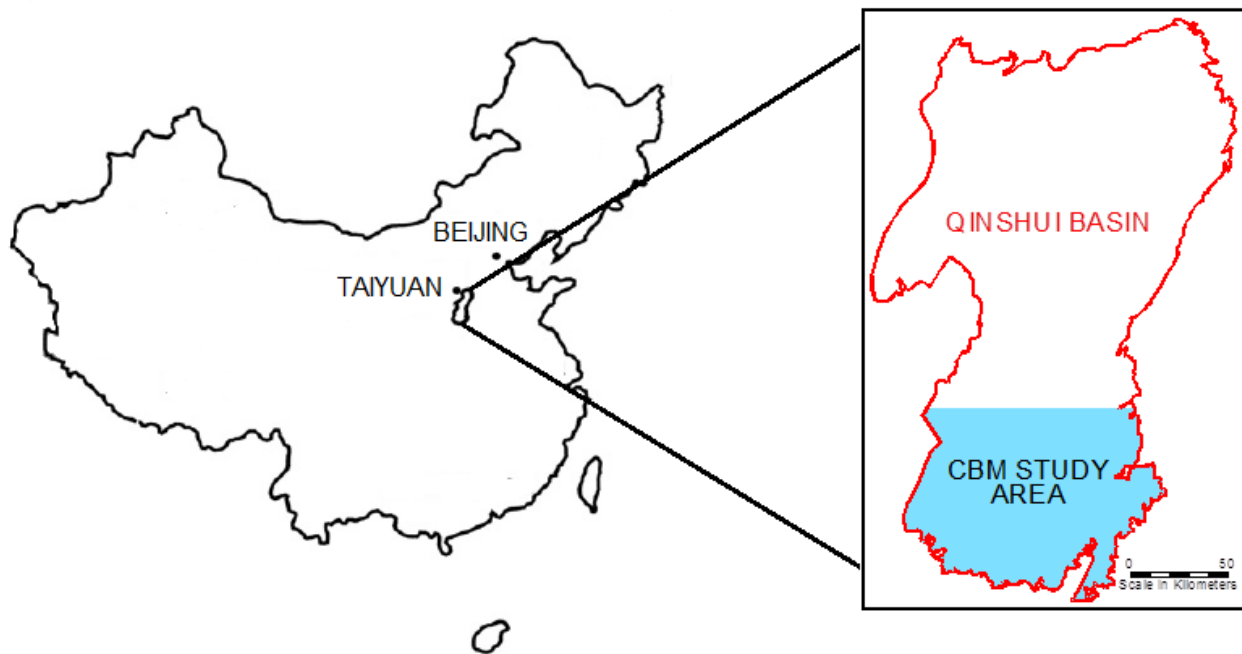 BEIJING
TAIYUAN
QINSHUI BASIN
CBM STUDY
AREA
0 50
Scale in Kilometers